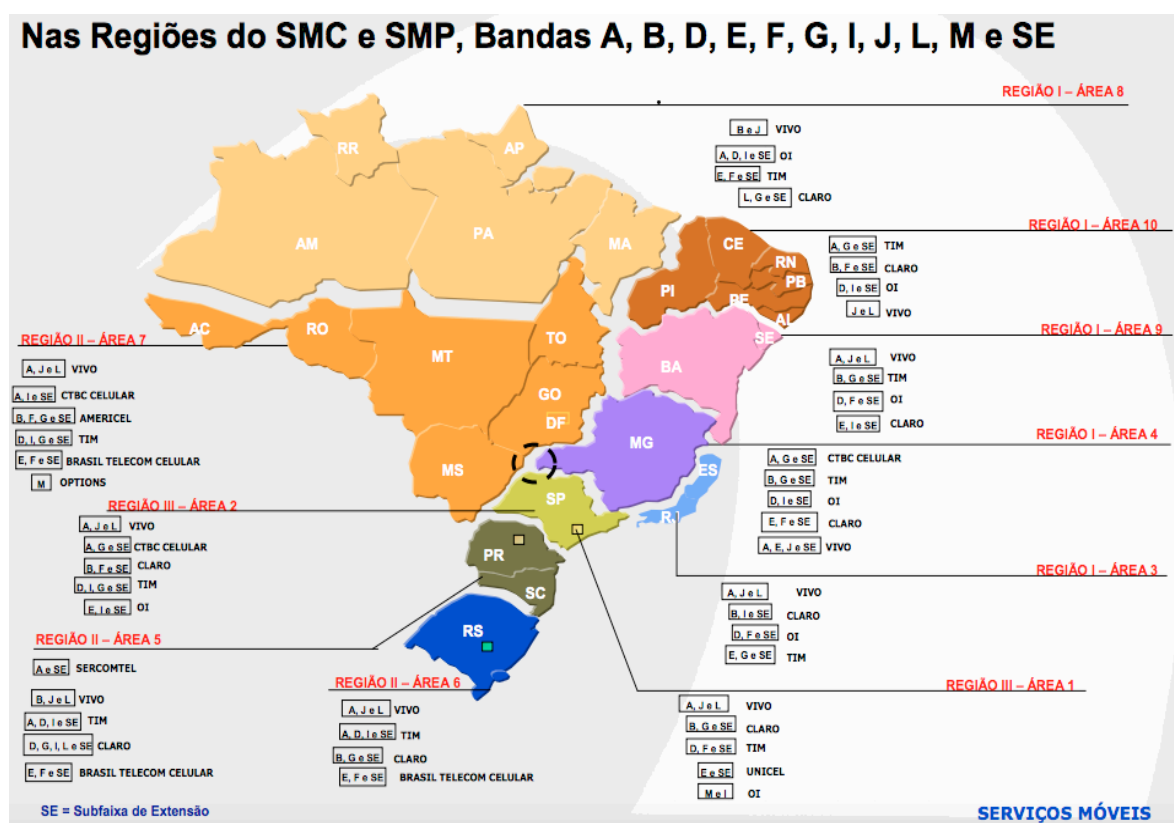 Nas Regiões do SMC e SMP, Bandas A, B, D, E, F, G, I, J, L, M e SE
REGIÃO I – ÁREA 8
B e J VIVO
A, D, I e SE OI
E, F e SE TIM
L, G e SE CLARO
REGIÃO I – ÁREA 10
A, G e SE TIM
B, F e SE CLARO
D, I e SE OI
J e L VIVO
REGIÃO I – ÁREA 9
A, J e L VIVO
B, G e SE TIM
D, F e SE OI
E, I e SE CLARO
REGIÃO I – ÁREA 4
A, G e SE CTBC CELULAR
B, G e SE TIM
D, I e SE OI
E, F e SE CLARO
A, E, J e SE VIVO
REGIÃO I – ÁREA 3
A, J e L VIVO
B, I e SE CLARO
D, F e SE OI
E, G e SE TIM
REGIÃO III – ÁREA 1
A, J e L VIVO
B, G e SE CLARO
D, F e SE TIM
E e SE UNICEL
M e I OI
RR
AP
AM
PA
MA
CE
RN
PB
PI
PE
AL
SE
BA
AC
RO
MT
TO
GO
DF
MG
ES
MS
SP
RJ
PR
SC
RS
REGIÃO II – ÁREA 7
A, J e L VIVO
A, I e SE CTBC CELULAR
B, F, G e SE AMERICEL
D, I, G e SE TIM
E, F e SE BRASIL TELECOM CELULAR
M OPTIONS
REGIÃO III – ÁREA 2
A, J e L VIVO
A, G e SE CTBC CELULAR
B, F e SE CLARO
D, I, G e SE TIM
E, I e SE OI
REGIÃO II – ÁREA 5
A e SE SERCOMTEL
B, J e L VIVO
A, D, I e SE TIM
D, G, I, L e SE CLARO
E, F e SE BRASIL TELECOM CELULAR
REGIÃO II – ÁREA 6
A, J e L VIVO
A, D, I e SE TIM
B, G e SE CLARO
E, F e SE BRASIL TELECOM CELULAR
SE = Subfaixa de Extensão
SERVIÇOS MÓVEIS